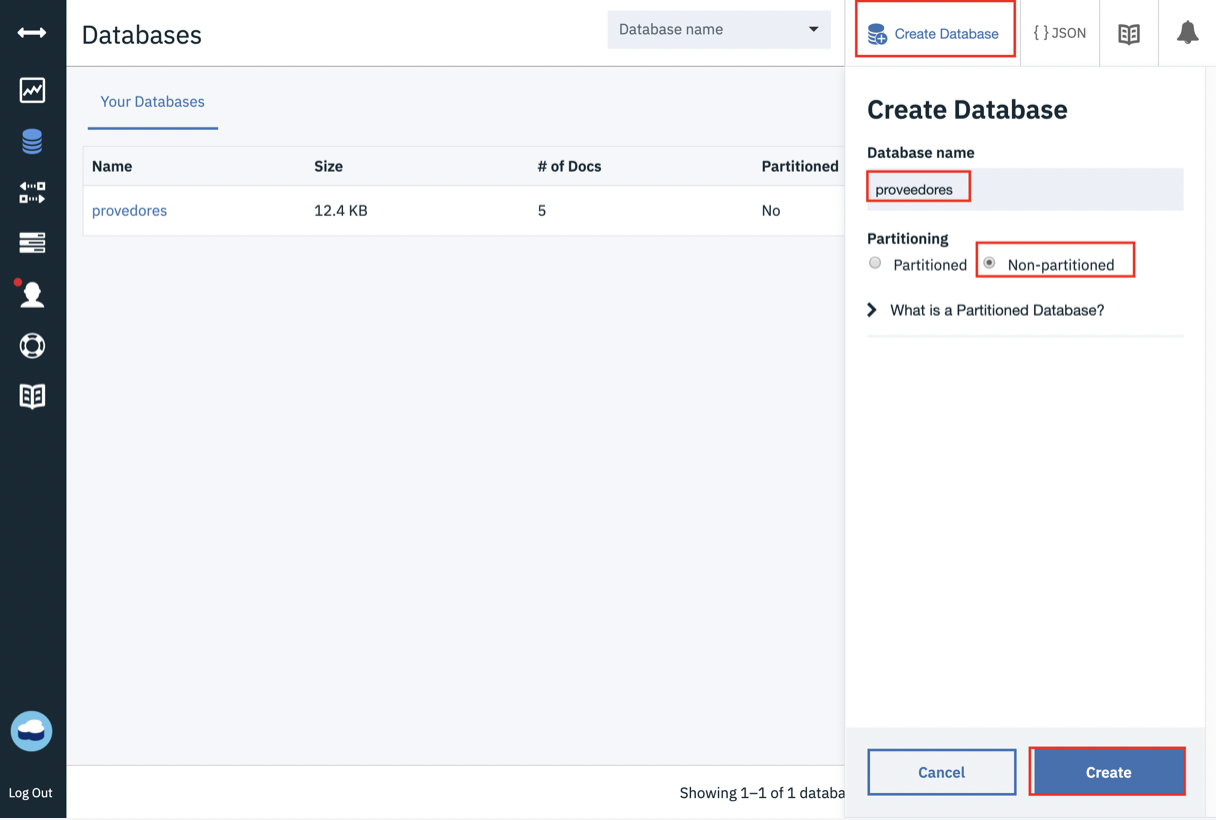 Databases
Database name
Create Database
{ } JSON
Your Databases
Name Size # of Docs Partitioned
provedores 12.4 KB 5 No
Create Database
Database name
proveedores
Partitioning
Partitioned Non-partitioned
What is a Partitioned Database?
Cancel Create
Showing 1–1 of 1 databa
Log Out